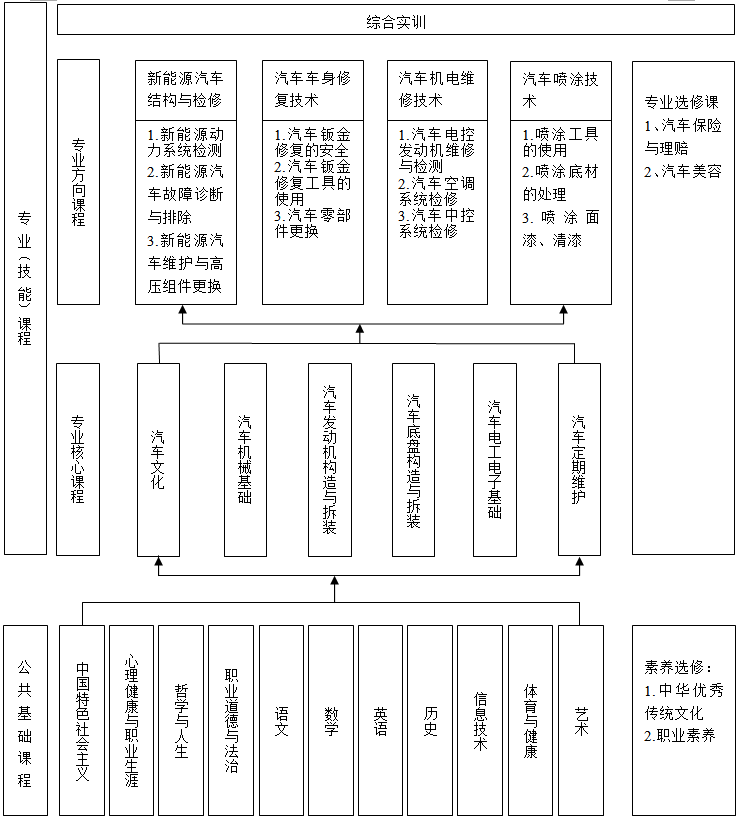 综合实训
专业（技能）课程
专业方向课程
新能源汽车
结构与检修
1.新能源动
力系统检测
2.新能源汽
车故障诊断
与排除
3.新能源汽
车维护与高
压组件更换
汽车车身修
复技术
1.汽车钣金
修复的安全
2.汽车钣金
修复工具的
使用
3.汽车零部
件更换
汽车机电维
修技术
1.汽车电控
发动机维修
与检测
2.汽车空调
系统检修
3.汽车中控
系统检修
汽车喷涂技
术
1.喷涂工具
的使用
2.喷涂底材
的处理
3.喷涂面
漆、清漆
专业选修课
1、汽车保险
与理赔
2、汽车美容
专业核心课程
汽车文化
汽车机械基础
汽车发动机构造与拆装
汽车底盘构造与拆装
汽车电工电子基础
汽车定期维护
公共基础课程
中国特色社会主义
心理健康与职业生涯
哲学与人生
职业道德与法治
语文
数学
英语
历史
信息技术
体育与健康
艺术
素养选修：
1.中华优秀
传统文化
2.职业素养